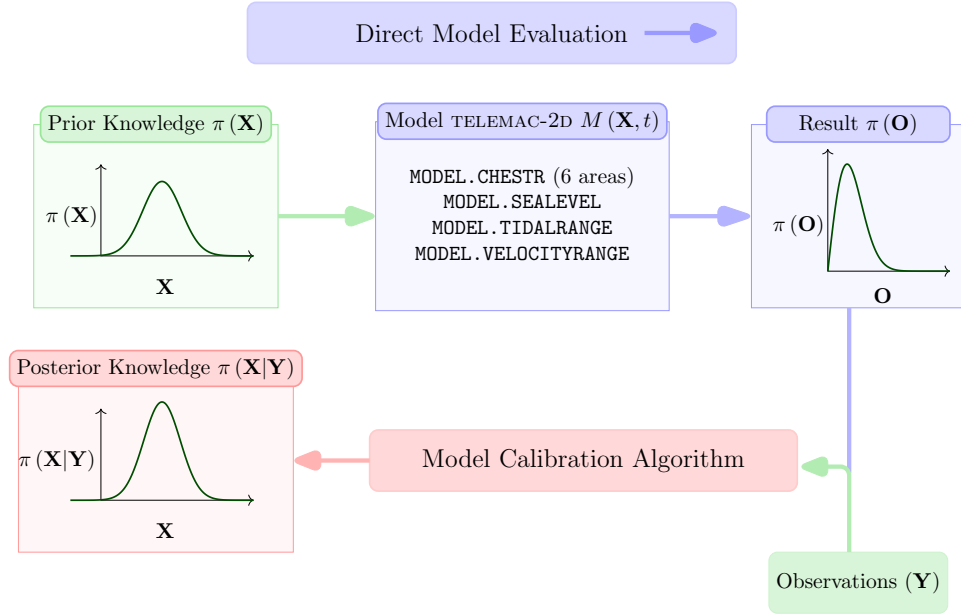 Direct Model Evaluation
Prior Knowledge π (X)
π (X)
X
Model TELEMAC-2D M (X, t)
MODEL.CHESTR (6 areas)
MODEL.SEALEVEL
MODEL.TIDALRANGE
MODEL.VELOCITYRANGE
Result π (O)
π (O)
O
Posterior Knowledge π (X|Y)
π (X|Y)
X
Model Calibration Algorithm
Observations (Y)